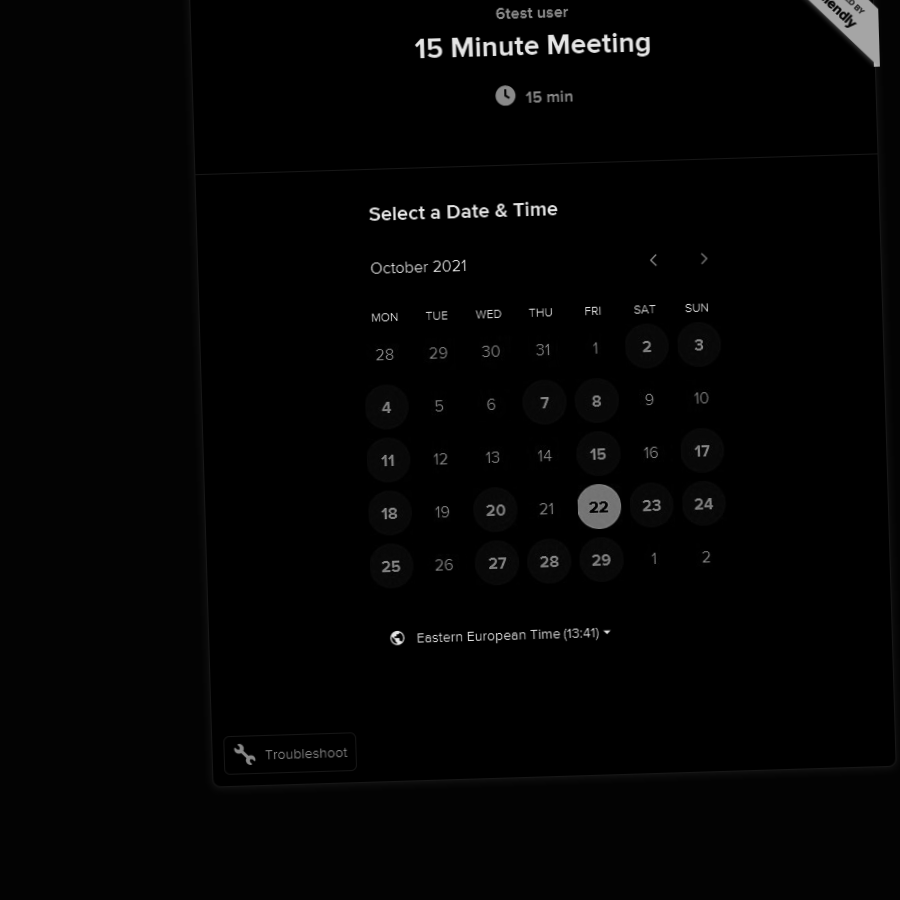 6test user
15 Minute Meeting
15 min
ED BY
endly
Select a Date & Time
October 2021
MON TUE WED THU FRI SAT SUN
28 29 30 31 1 2 3
4 5 6 7 8 9 10
11 12 13 14 15 16 17
18 19 20 21 22 23 24
25 26 27 28 29 1 2
Eastern European Time (13:41)
Troubleshoot